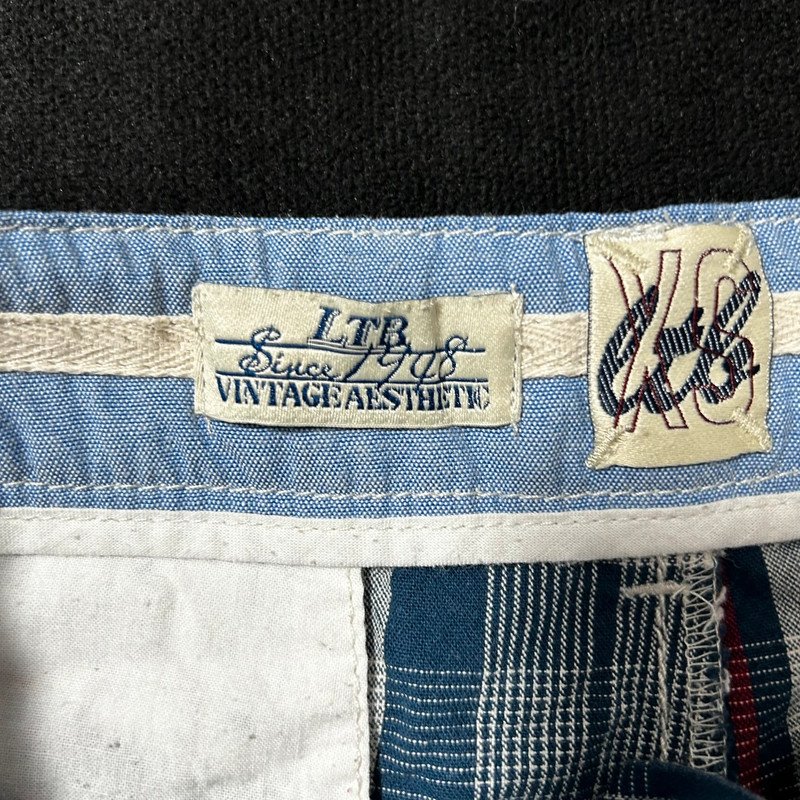 LTB
Since 1948
VINTAGE AESTHETIC
XS